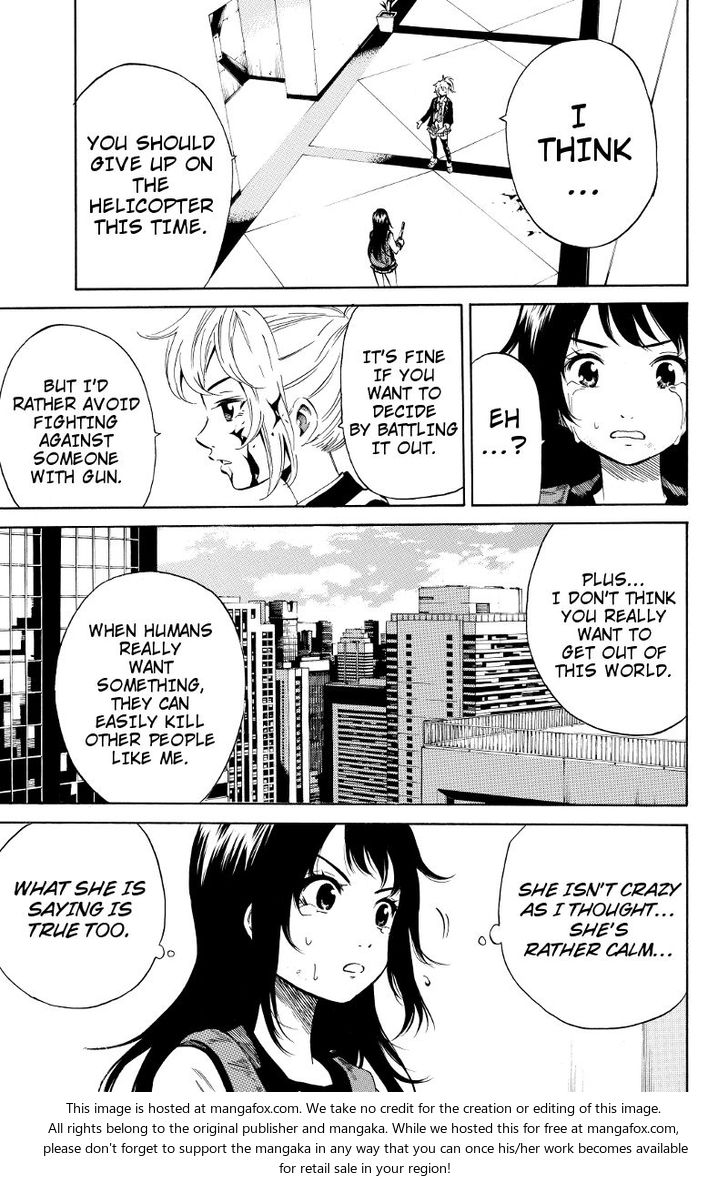 I
THINK
...
YOU SHOULD
GIVE UP ON
THE
HELICOPTER
THIS TIME.
EH
...?
IT'S FINE
IF YOU
WANT TO
DECIDE
BY BATTLING
IT OUT.
BUT I'D
RATHER AVOID
FIGHTING
AGAINST
SOMEONE
WITH GUN.
PLUS...
I DON'T THINK
YOU REALLY
WANT TO
GET OUT OF
THIS WORLD.
WHEN HUMANS
REALLY
WANT
SOMETHING,
THEY CAN
EASILY KILL
OTHER PEOPLE
LIKE ME.
SHE ISN'T CRAZY
AS I THOUGHT...
SHE'S
RATHER CALM...
WHAT SHE IS
SAYING IS
TRUE TOO.
This image is hosted at mangafox.com. We take no credit for the creation or editing of this image.
All rights belong to the original publisher and mangaka. While we hosted this for free at mangafox.com,
please don't forget to support the mangaka in any way that you can once his/her work becomes available
for retail sale in your region!